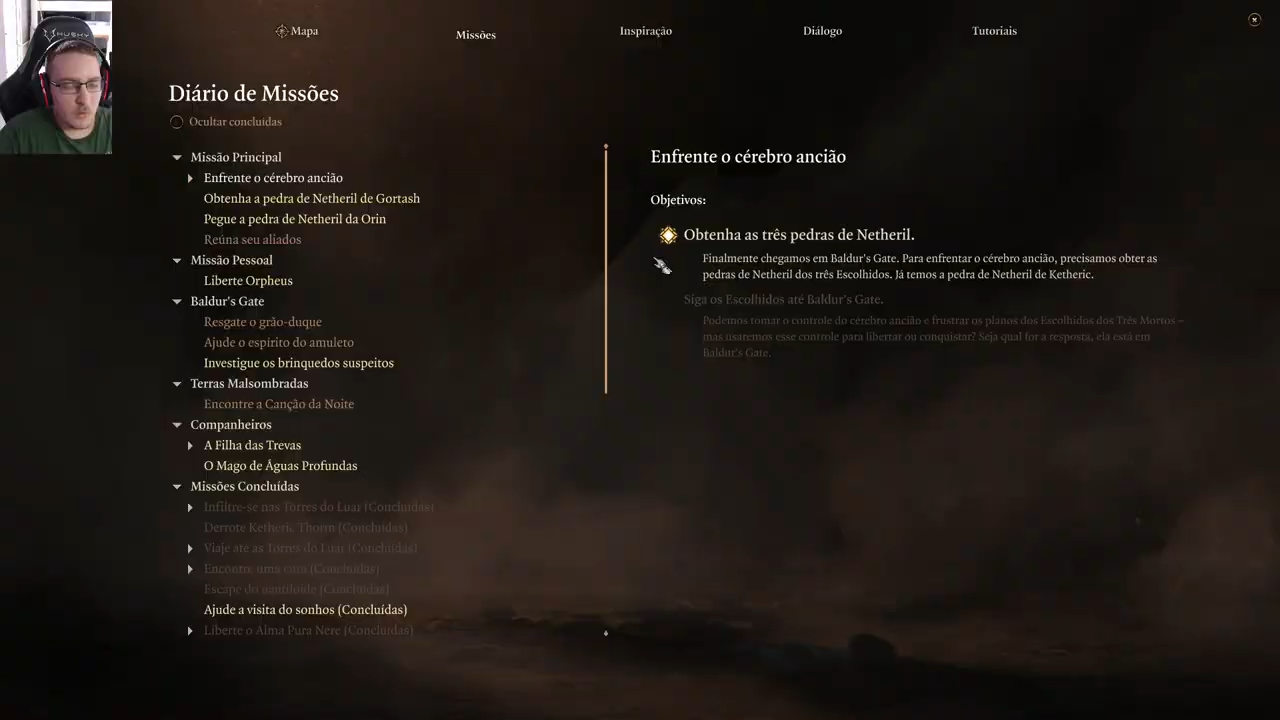 HUSKY
Mapa
Missões
Inspiração
Diálogo
Tutoriais
Diário de Missões
Ocultar concluídas
Missão Principal
Enfrente o cérebro ancião
Obtenha a pedra de Netheril de Gortash
Pegue a pedra de Netheril da Orin
Reúna seu aliados
Missão Pessoal
Liberte Orpheus
Baldur's Gate
Resgate o grão-duque
Ajude o espírito do amuleto
Investigue os brinquedos suspeitos
Terras Malsombradas
Encontre a Canção da Noite
Companheiros
A Filha das Trevas
O Mago de Águas Profundas
Missões Concluídas
Infiltre-se nas Torres do Luar (Concluídas)
Derrote Ketheric Thorm (Concluídas)
Viaje até as Torres do Luar (Concluídas)
Encontre uma cura (Concluídas)
Escape do nautiloide (Concluídas)
Ajude a visita do sonhos (Concluídas)
Liberte o Alma Pura Nere (Concluídas)
Enfrente o cérebro ancião
Objetivos:
Obtenha as três pedras de Netheril.
Finalmente chegamos em Baldur's Gate. Para enfrentar o cérebro ancião, precisamos obter as
pedras de Netheril dos três Escolhidos. Já temos a pedra de Netheril de Ketheric.
Siga os Escolhidos até Baldur's Gate.
Podemos tomar o controle do cérebro ancião e frustrar os planos dos Escolhidos dos Três Mortos –
mas usaremos esse controle para libertar ou conquistar? Seja qual for a resposta, ela está em
Baldur's Gate.